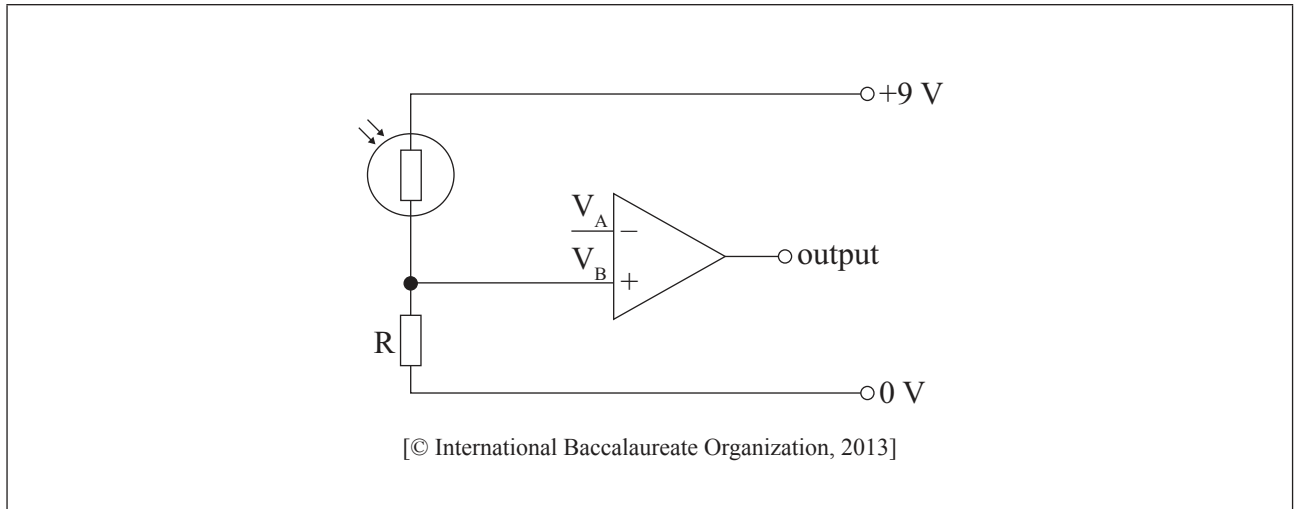 +9 V
V_A
−
V_B
+
output
R
0 V
[© International Baccalaureate Organization, 2013]